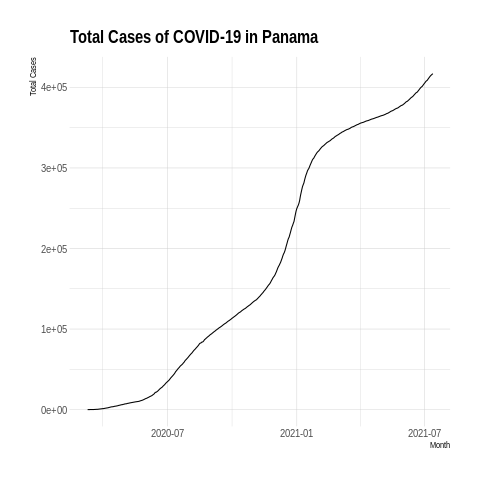 Total Cases of COVID-19 in Panama
Total Cases
4e+05
3e+05
2e+05
1e+05
0e+00
2020-07
2021-01
2021-07
Month